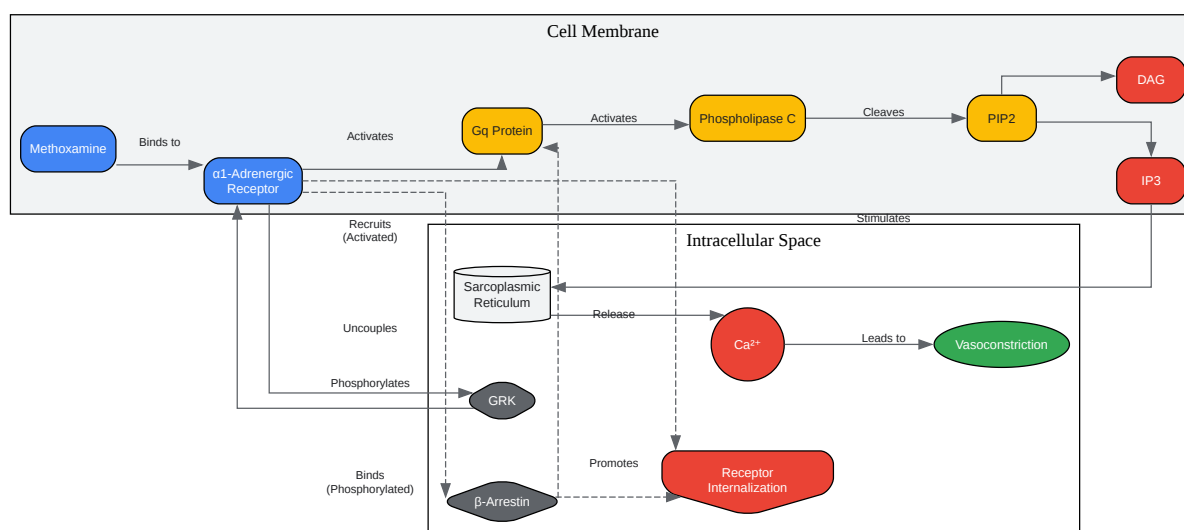 Cell Membrane
DAG
Methoxamine
Binds to
Activates
Gq Protein
Activates
Phospholipase C
Cleaves
PIP2
α1-Adrenergic
Receptor
IP3
Recruits
(Activated)
Stimulates
Intracellular Space
Sarcoplasmic
Reticulum
Release
Uncouples
Ca²⁺
Leads to
Vasoconstriction
Phosphorylates
GRK
Binds
(Phosphorylated)
β-Arrestin
Promotes
Receptor
Internalization